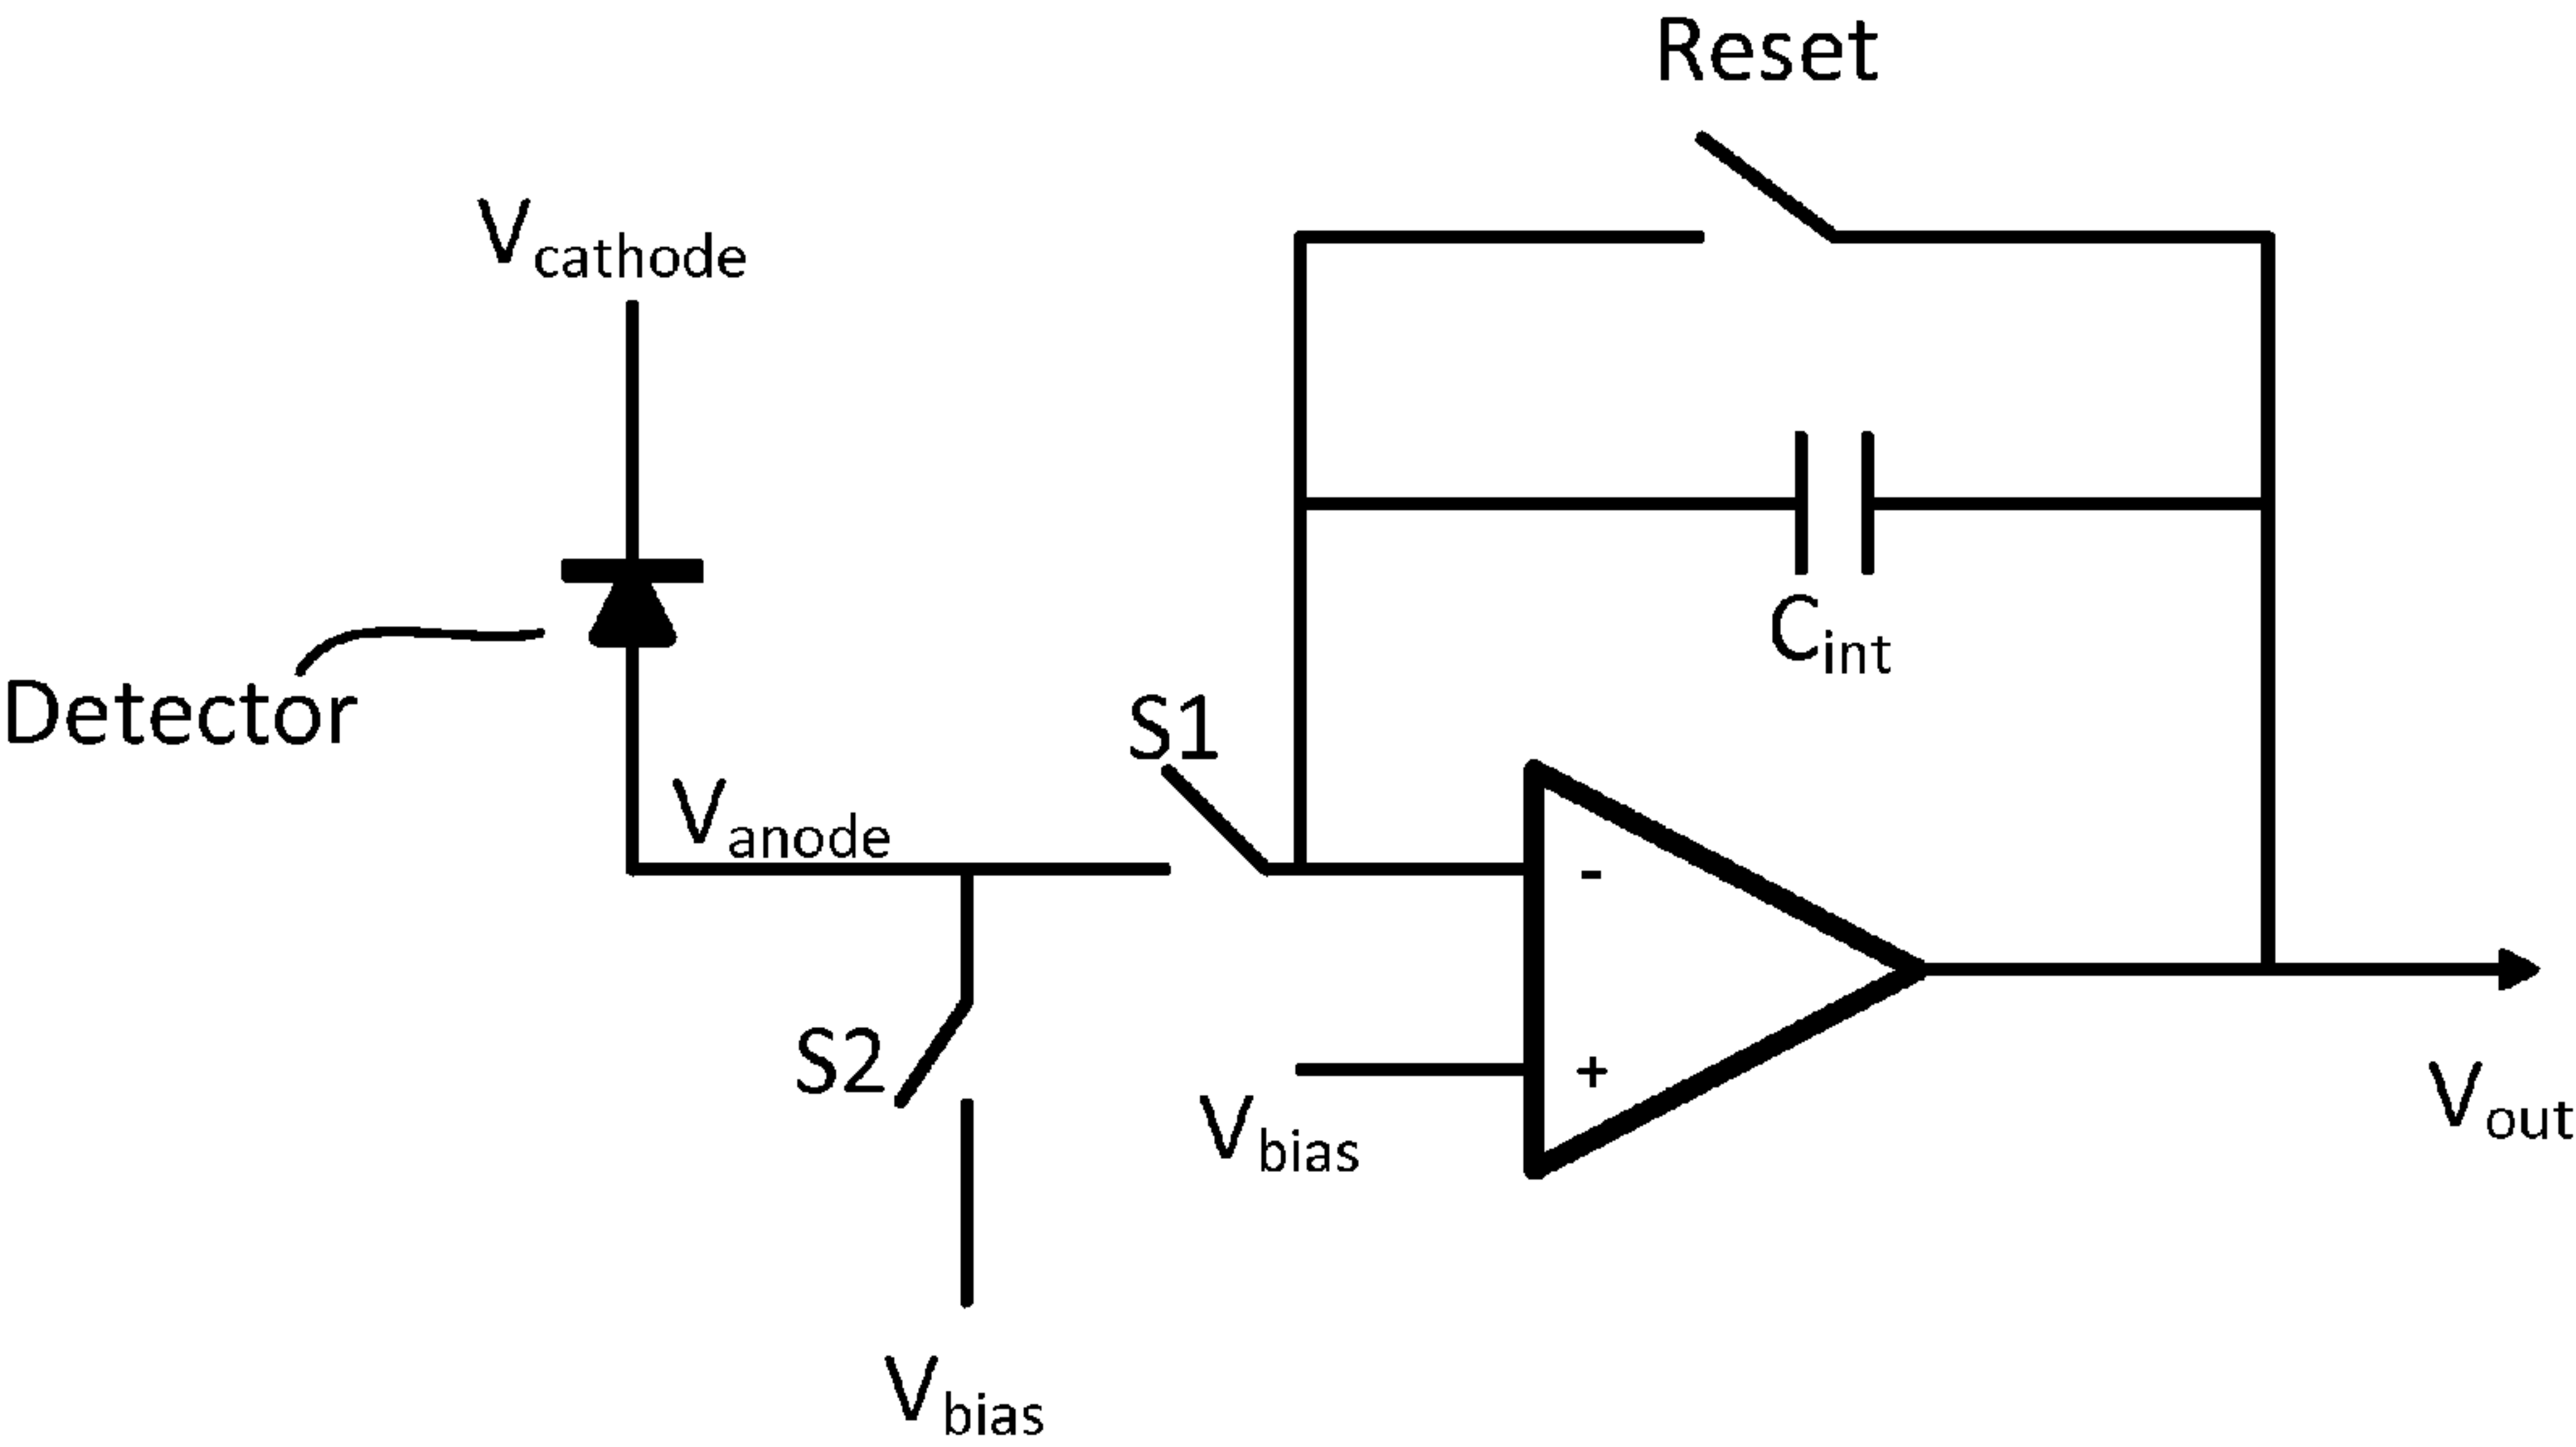 Reset
Vcathode
Cint
Detector
S1
Vanode
-
S2
+
Vbias
Vout
Vbias